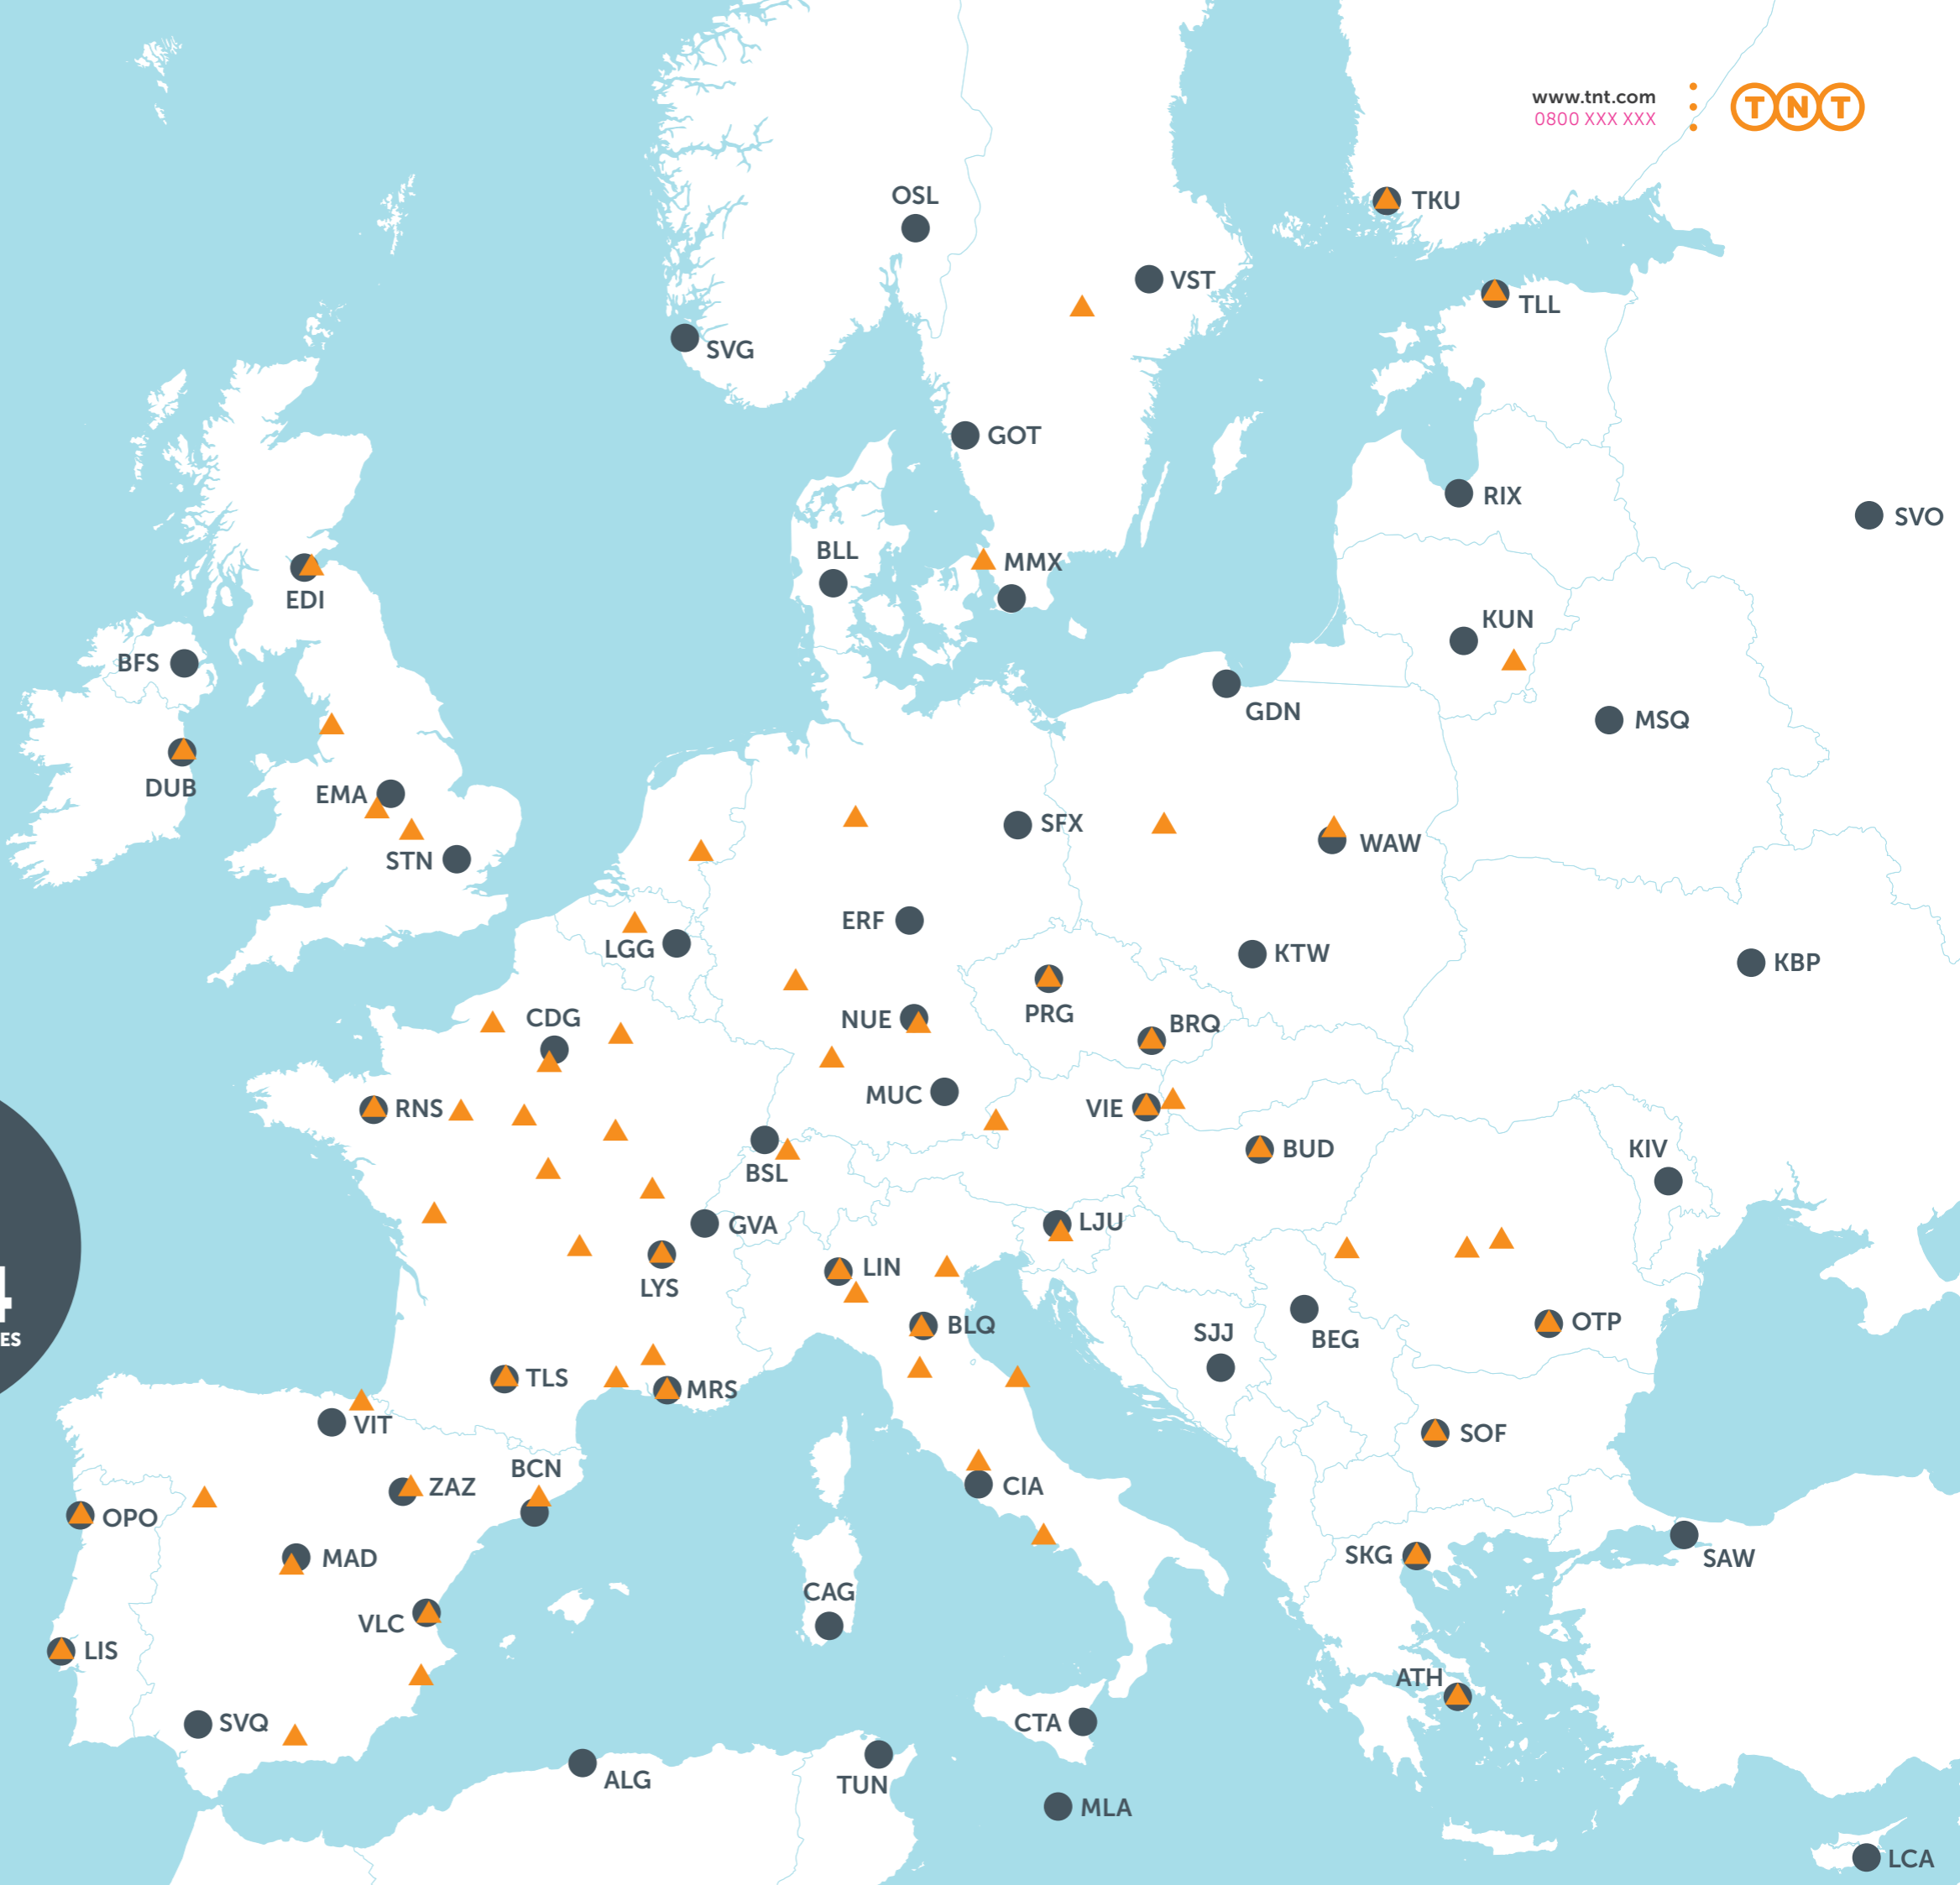 www.tnt.com
0800 XXX XXX
TNT
OSL
TKU
VST
TLL
SVG
GOT
RIX
SVO
BLL
MMX
EDI
KUN
BFS
GDN
MSQ
DUB
EMA
SFX
WAW
STN
ERF
LGG
KTW
KBP
PRG
CDG
NUE
BRQ
MUC
RNS
VIE
BUD
KIV
BSL
GVA
LJU
LIN
LYS
4
ES
BLQ
SJJ
BEG
OTP
TLS
MRS
VIT
SOF
BCN
ZAZ
CIA
OPO
MAD
SKG
SAW
CAG
VLC
LIS
ATH
SVQ
CTA
ALG
TUN
MLA
LCA